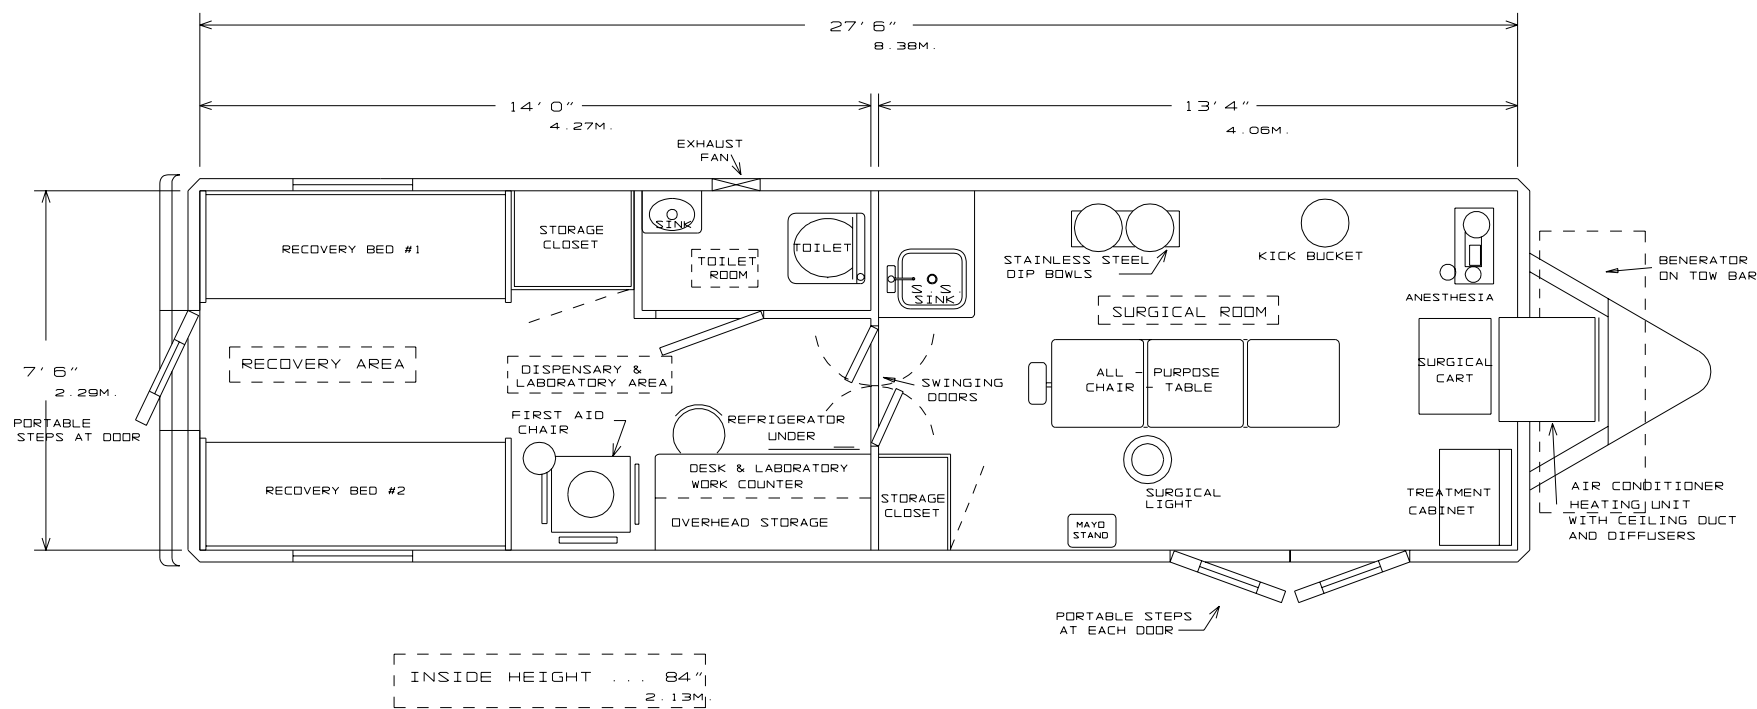 27' 6"
8.38M.
14' 0"
4.27M.
13' 4"
4.06M.
EXHAUST
FAN
RECOVERY BED #1
STORAGE
CLOSET
SINK
TOILET
TOILET
ROOM
S. S.
SINK
STAINLESS STEEL
DIP BOWLS
KICK BUCKET
ANESTHESIA
BENERATOR
ON TOW BAR
SURGICAL ROOM
RECOVERY AREA
7' 6"
2.29M.
PORTABLE
STEPS AT DOOR
DISPENSARY &
LABORATORY AREA
SWINGING
DOORS
ALL - PURPOSE
CHAIR - TABLE
SURGICAL
CART
FIRST AID
CHAIR
REFRIGERATOR
UNDER
RECOVERY BED #2
DESK & LABORATORY
WORK COUNTER
OVERHEAD STORAGE
STORAGE
CLOSET
SURGICAL
LIGHT
MAYO
STAND
TREATMENT
CABINET
AIR CONDITIONER
HEATING UNIT
WITH CEILING DUCT
AND DIFFUSERS
PORTABLE STEPS
AT EACH DOOR
INSIDE HEIGHT ... 84"
2.13M.